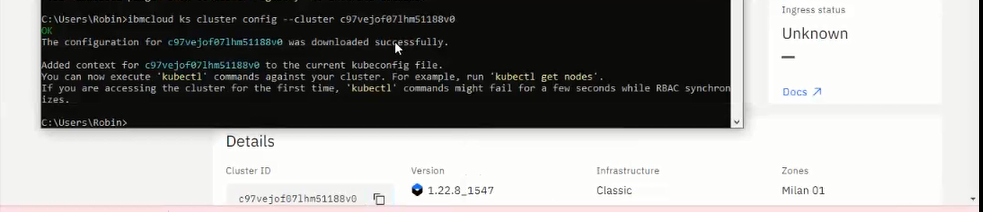 C:\Users\Robin>ibmcloud ks cluster config --cluster c97vejof07lhm51188v0
OK
The configuration for c97vejof07lhm51188v0 was downloaded successfully.
Added context for c97vejof07lhm51188v0 to the current kubeconfig file.
You can now execute 'kubectl' commands against your cluster. For example, run 'kubectl get nodes'.
If you are accessing the cluster for the first time, 'kubectl' commands might fail for a few seconds while RBAC synchron
izes.
C:\Users\Robin>
Ingress status
Unknown
Docs
Details
Cluster ID
c97vejof07lhm51188v0
Version
1.22.8_1547
Infrastructure
Classic
Zones
Milan 01